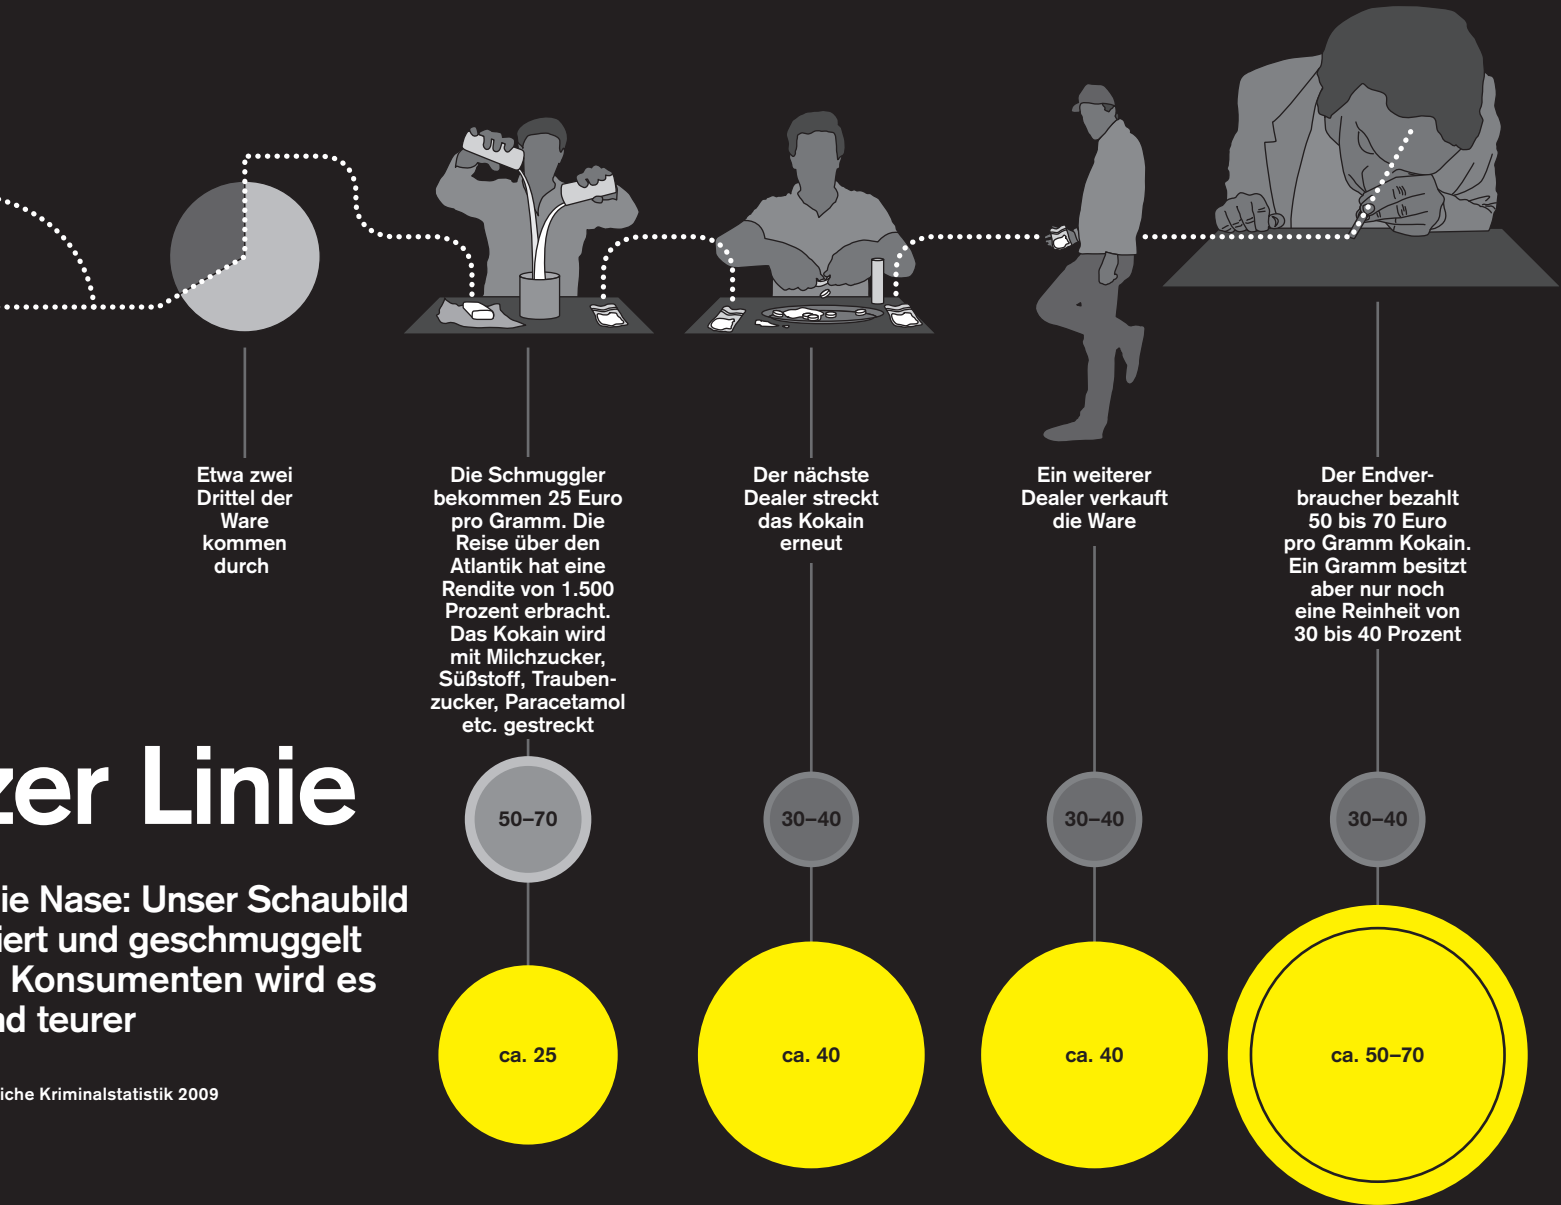 Etwa zwei
Drittel der
Ware
kommen
durch
Die Schmuggler
bekommen 25 Euro
pro Gramm. Die
Reise über den
Atlantik hat eine
Rendite von 1.500
Prozent erbracht.
Das Kokain wird
mit Milchzucker,
Süßstoff, Trauben-
zucker, Paracetamol
etc. gestreckt
Der nächste
Dealer streckt
das Kokain
erneut
Ein weiterer
Dealer verkauft
die Ware
Der Endver-
braucher bezahlt
50 bis 70 Euro
pro Gramm Kokain.
Ein Gramm besitzt
aber nur noch
eine Reinheit von
30 bis 40 Prozent
zer Linie
50–70
30–40
30–40
30–40
ie Nase: Unser Schaubild
iert und geschmuggelt
Konsumenten wird es
nd teurer
ca. 25
ca. 40
ca. 40
ca. 50–70
iche Kriminalstatistik 2009